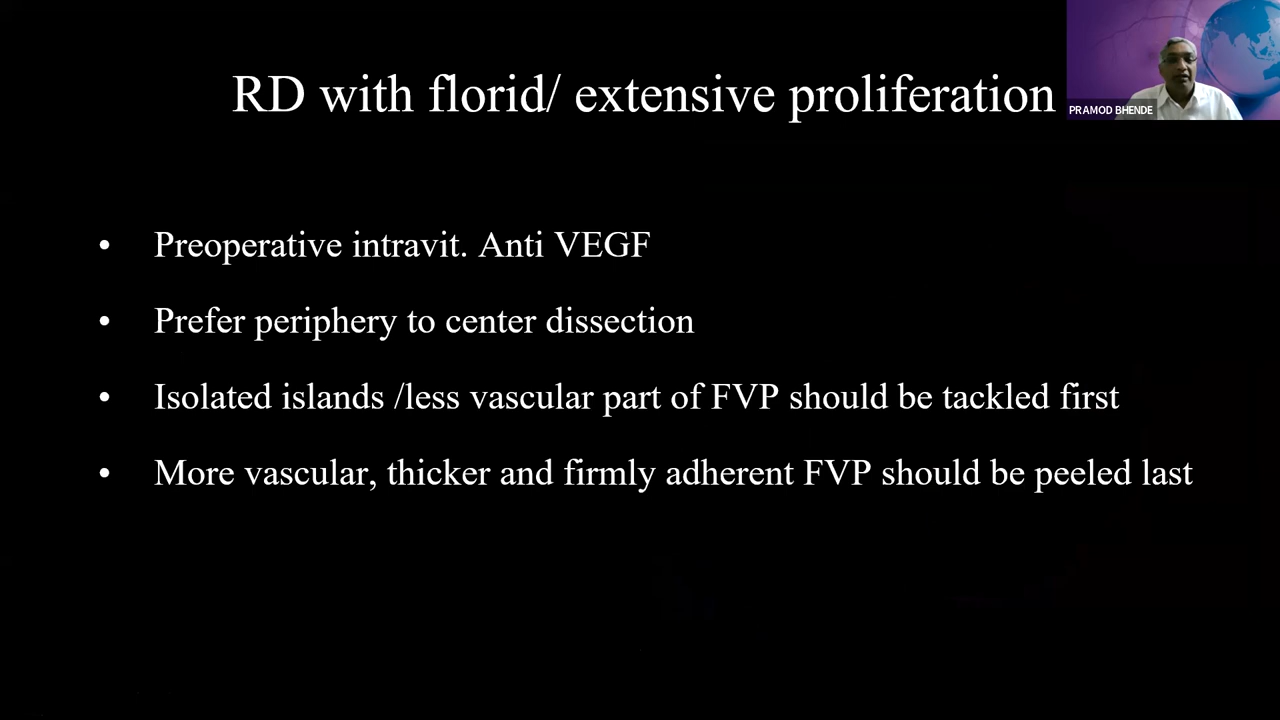 RD with florid/ extensive proliferation
PRAMOD BHENDE
• Preoperative intravit. Anti VEGF
• Prefer periphery to center dissection
• Isolated islands /less vascular part of FVP should be tackled first
• More vascular, thicker and firmly adherent FVP should be peeled last